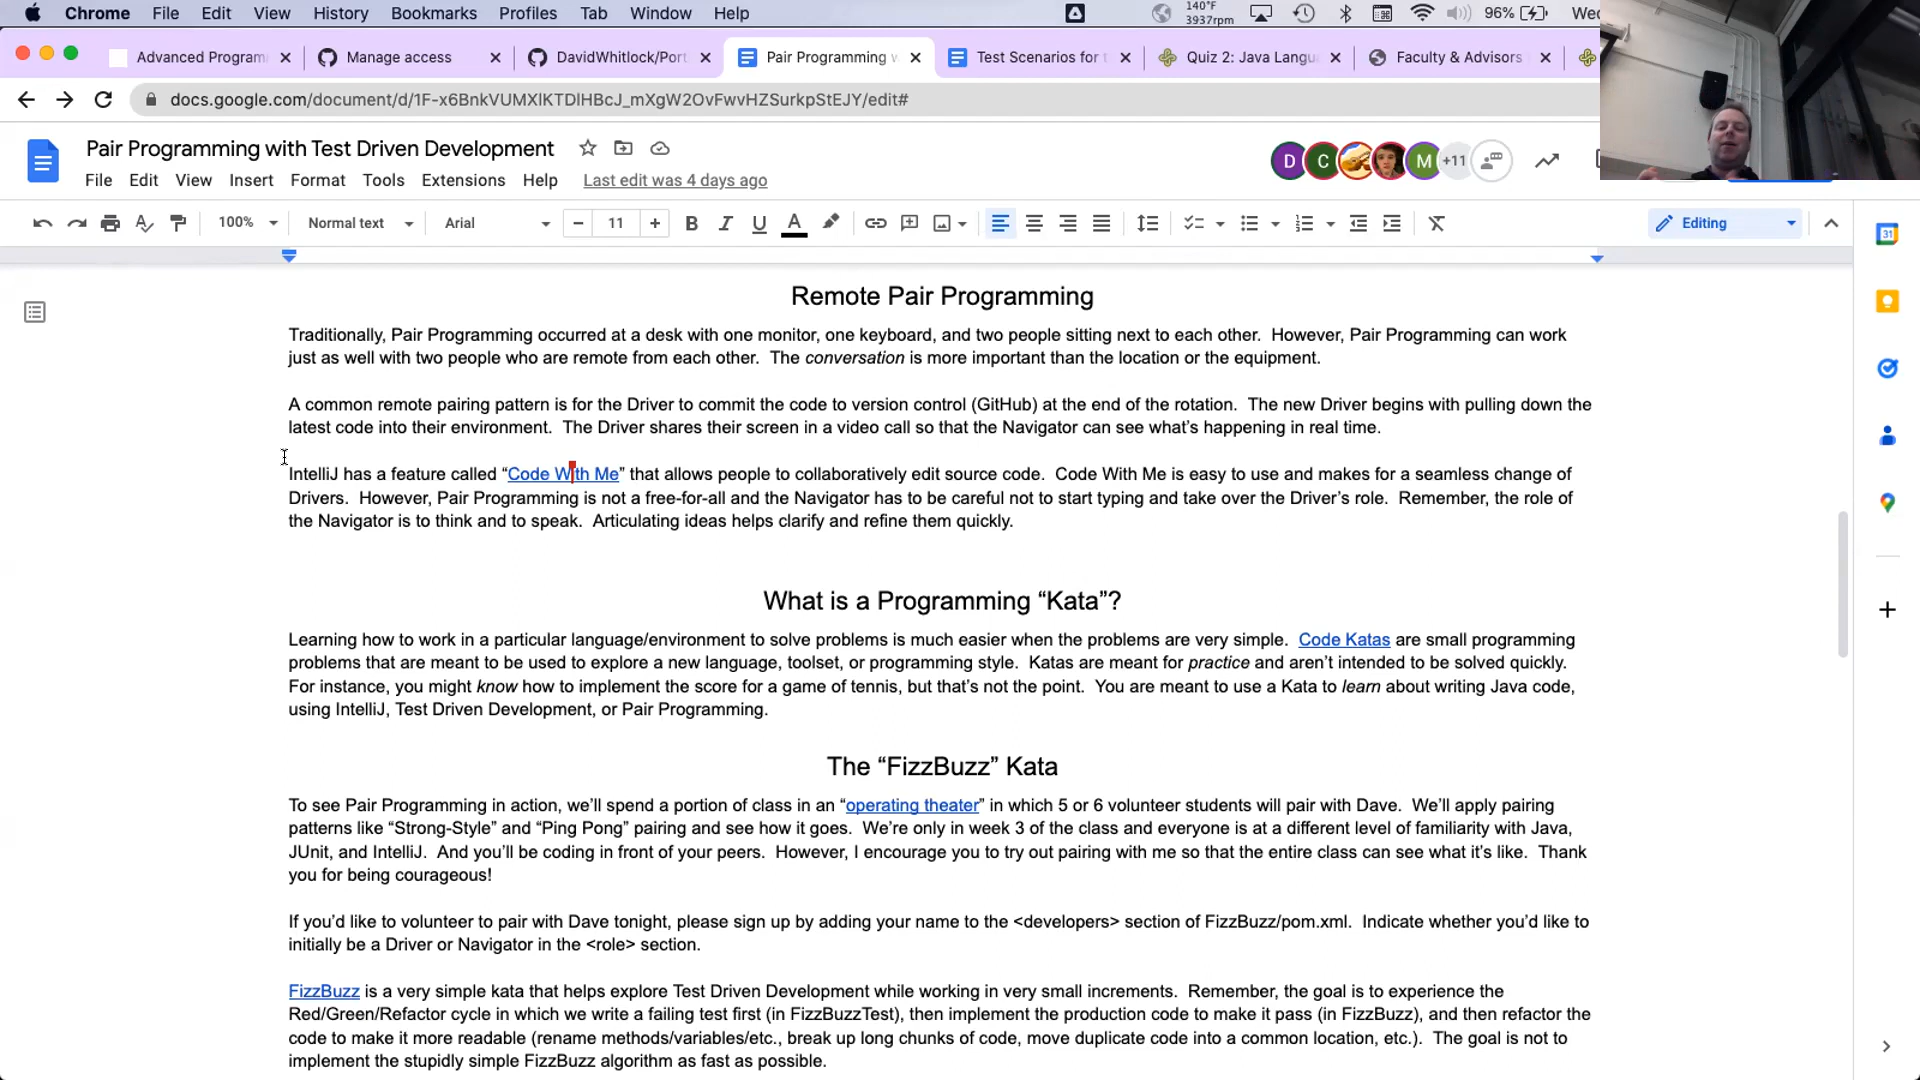 Chrome File Edit View History Bookmarks Profiles Tab Window Help 140°F 3937rpm 96% We
Advanced Program Manage access DavidWhitlock/Port Pair Programming w Test Scenarios for t Quiz 2: Java Langu Faculty & Advisors
docs.google.com/document/d/1F-x6BnkVUMXlKTDlHBcJ_mXgW2OvFwvHZSurkpStEJY/edit#
Pair Programming with Test Driven Development D C M +11
File Edit View Insert Format Tools Extensions Help Last edit was 4 days ago
100% Normal text Arial 11 B I U A Editing
31
Remote Pair Programming
Traditionally, Pair Programming occurred at a desk with one monitor, one keyboard, and two people sitting next to each other. However, Pair Programming can work
just as well with two people who are remote from each other. The conversation is more important than the location or the equipment.
A common remote pairing pattern is for the Driver to commit the code to version control (GitHub) at the end of the rotation. The new Driver begins with pulling down the
latest code into their environment. The Driver shares their screen in a video call so that the Navigator can see what's happening in real time.
IntelliJ has a feature called “Code With Me” that allows people to collaboratively edit source code. Code With Me is easy to use and makes for a seamless change of
Drivers. However, Pair Programming is not a free-for-all and the Navigator has to be careful not to start typing and take over the Driver's role. Remember, the role of
the Navigator is to think and to speak. Articulating ideas helps clarify and refine them quickly.
What is a Programming “Kata”?
Learning how to work in a particular language/environment to solve problems is much easier when the problems are very simple. Code Katas are small programming
problems that are meant to be used to explore a new language, toolset, or programming style. Katas are meant for practice and aren't intended to be solved quickly.
For instance, you might know how to implement the score for a game of tennis, but that's not the point. You are meant to use a Kata to learn about writing Java code,
using IntelliJ, Test Driven Development, or Pair Programming.
The “FizzBuzz” Kata
To see Pair Programming in action, we'll spend a portion of class in an “operating theater” in which 5 or 6 volunteer students will pair with Dave. We'll apply pairing
patterns like “Strong-Style” and “Ping Pong” pairing and see how it goes. We're only in week 3 of the class and everyone is at a different level of familiarity with Java,
JUnit, and IntelliJ. And you'll be coding in front of your peers. However, I encourage you to try out pairing with me so that the entire class can see what it's like. Thank
you for being courageous!
If you'd like to volunteer to pair with Dave tonight, please sign up by adding your name to the <developers> section of FizzBuzz/pom.xml. Indicate whether you'd like to
initially be a Driver or Navigator in the <role> section.
FizzBuzz is a very simple kata that helps explore Test Driven Development while working in very small increments. Remember, the goal is to experience the
Red/Green/Refactor cycle in which we write a failing test first (in FizzBuzzTest), then implement the production code to make it pass (in FizzBuzz), and then refactor the
code to make it more readable (rename methods/variables/etc., break up long chunks of code, move duplicate code into a common location, etc.). The goal is not to
implement the stupidly simple FizzBuzz algorithm as fast as possible.